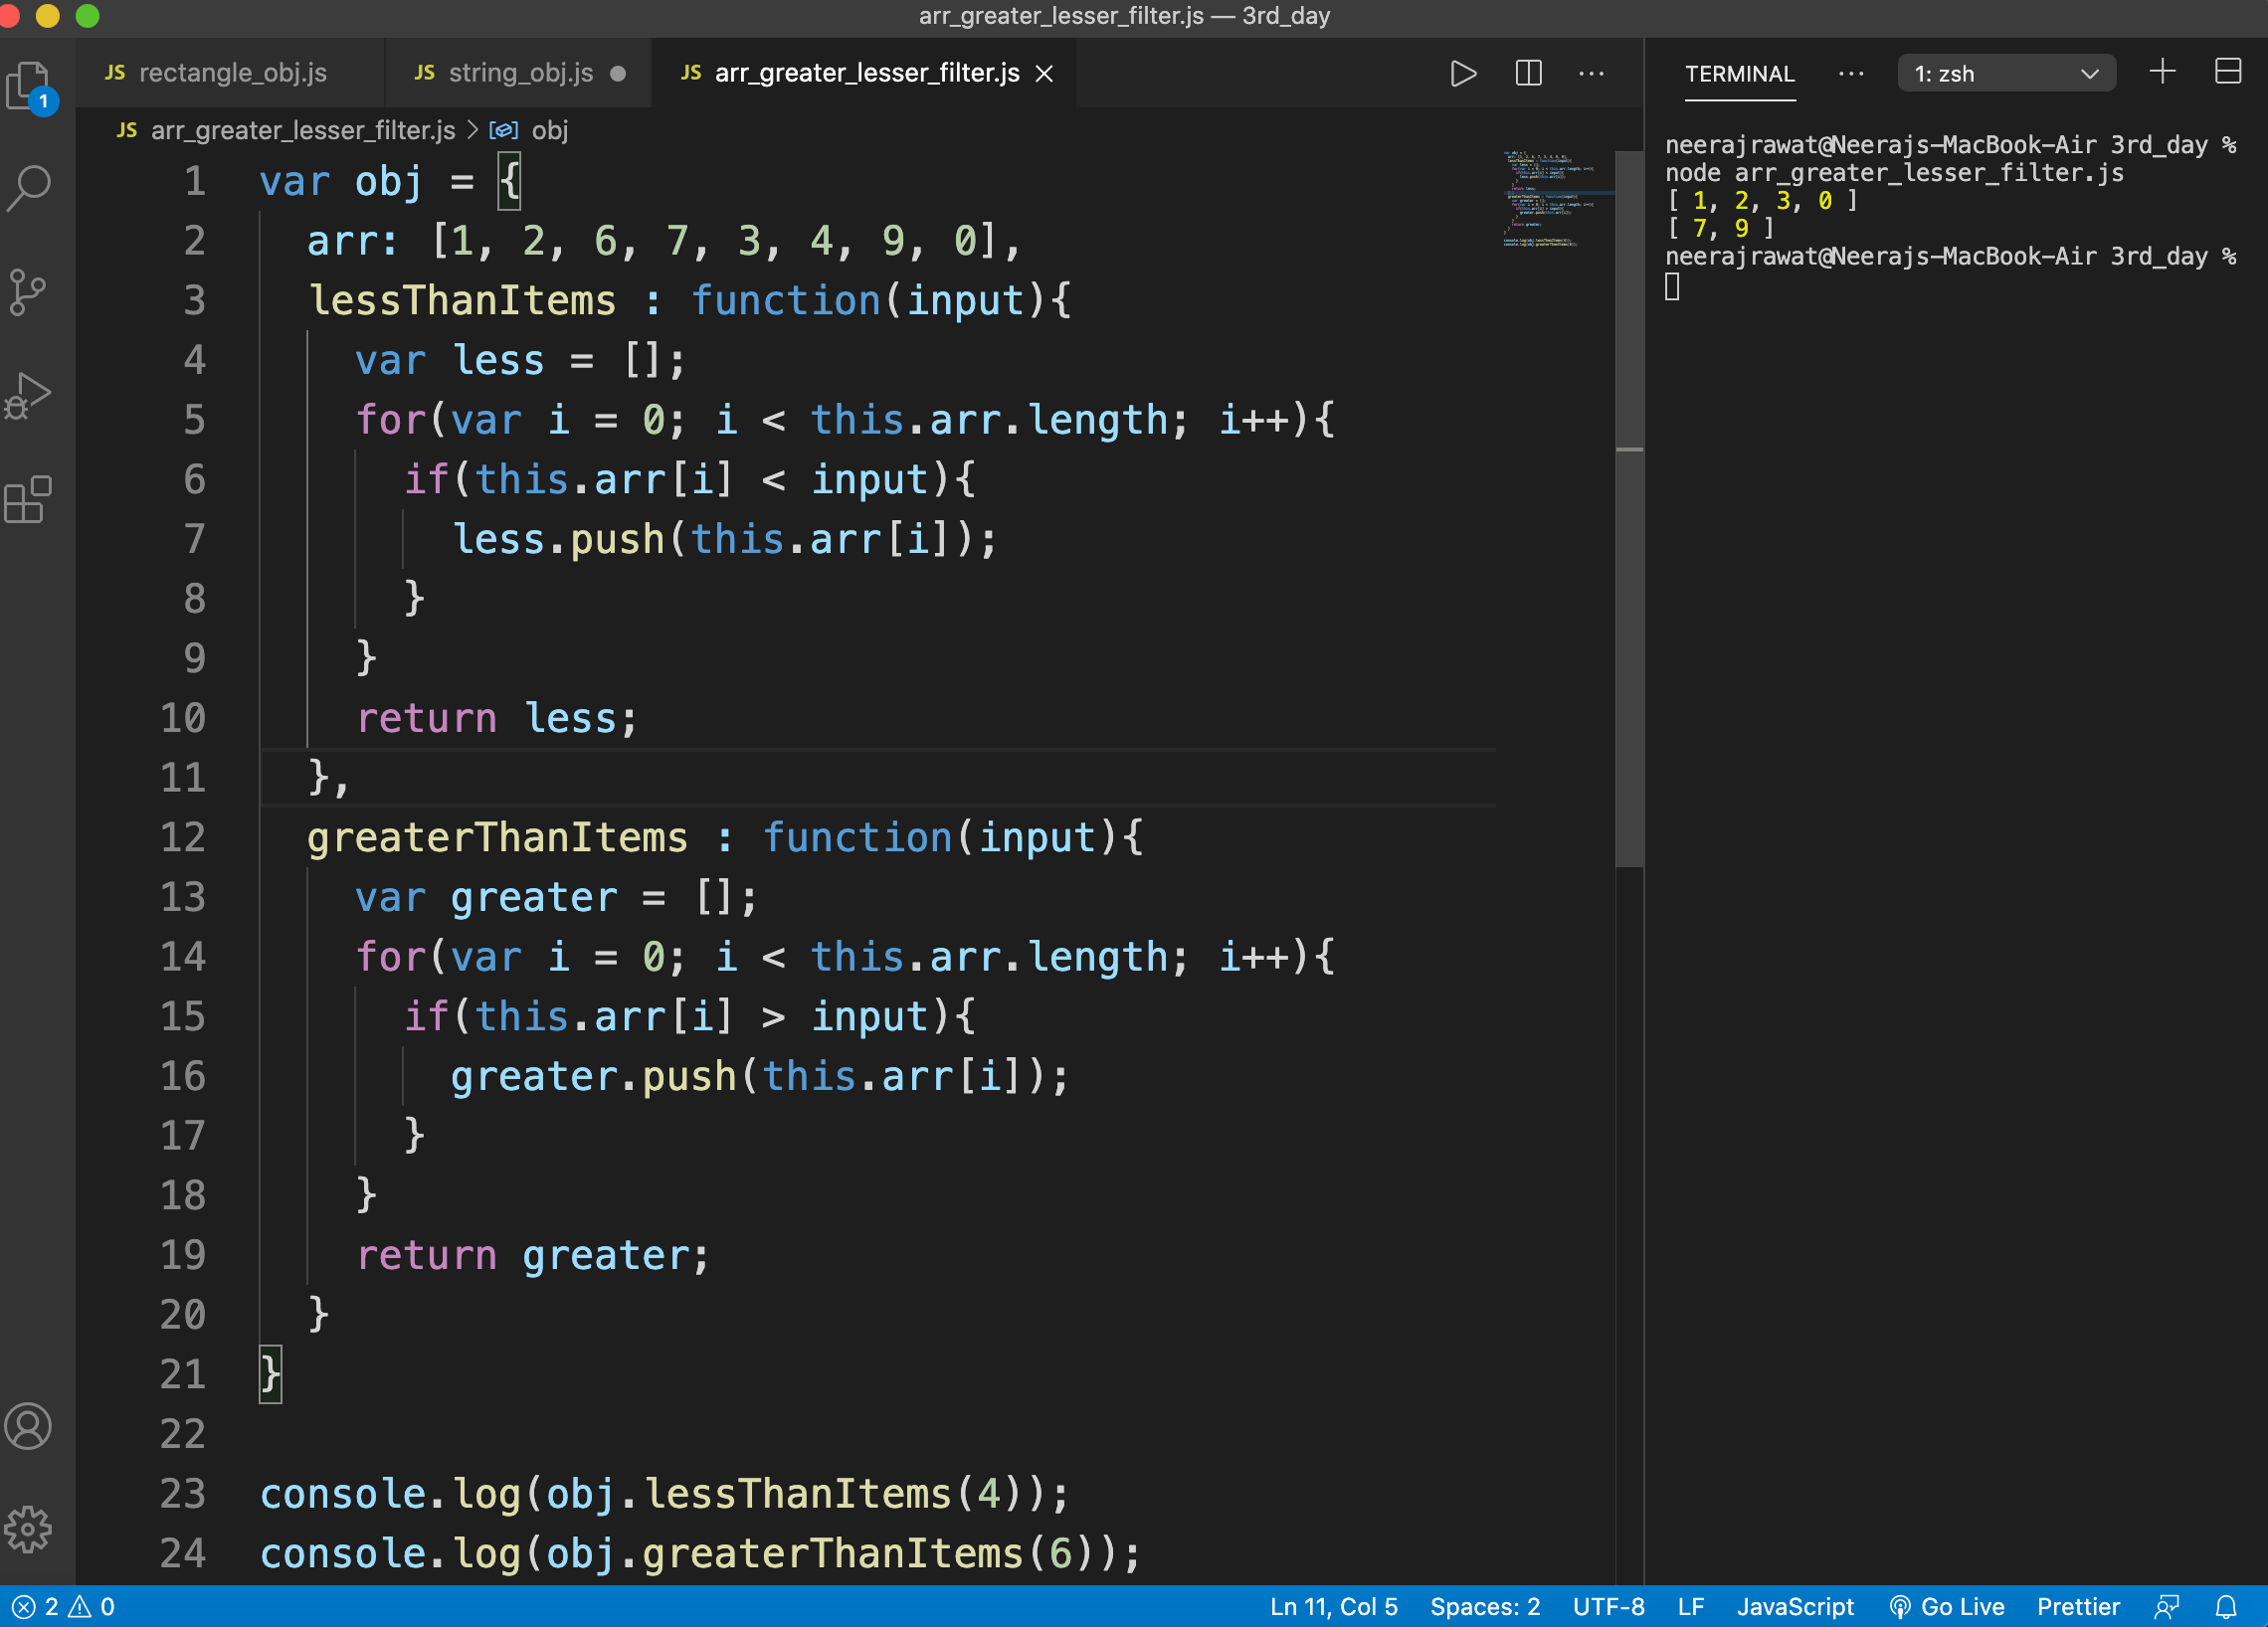 arr_greater_lesser_filter.js — 3rd_day
JS rectangle_obj.js
JS string_obj.js
JS arr_greater_lesser_filter.js
JS arr_greater_lesser_filter.js > obj
1 var obj = {
2 arr: [1, 2, 6, 7, 3, 4, 9, 0],
3 lessThanItems : function(input){
4 var less = [];
5 for(var i = 0; i < this.arr.length; i++){
6 if(this.arr[i] < input){
7 less.push(this.arr[i]);
8 }
9 }
10 return less;
11 },
12 greaterThanItems : function(input){
13 var greater = [];
14 for(var i = 0; i < this.arr.length; i++){
15 if(this.arr[i] > input){
16 greater.push(this.arr[i]);
17 }
18 }
19 return greater;
20 }
21 }
22
23 console.log(obj.lessThanItems(4));
24 console.log(obj.greaterThanItems(6));
TERMINAL ··· 1: zsh
neerajrawat@Neerajs-MacBook-Air 3rd_day %
node arr_greater_lesser_filter.js
[ 1, 2, 3, 0 ]
[ 7, 9 ]
neerajrawat@Neerajs-MacBook-Air 3rd_day %
1
2 0 Ln 11, Col 5 Spaces: 2 UTF-8 LF JavaScript Go Live Prettier